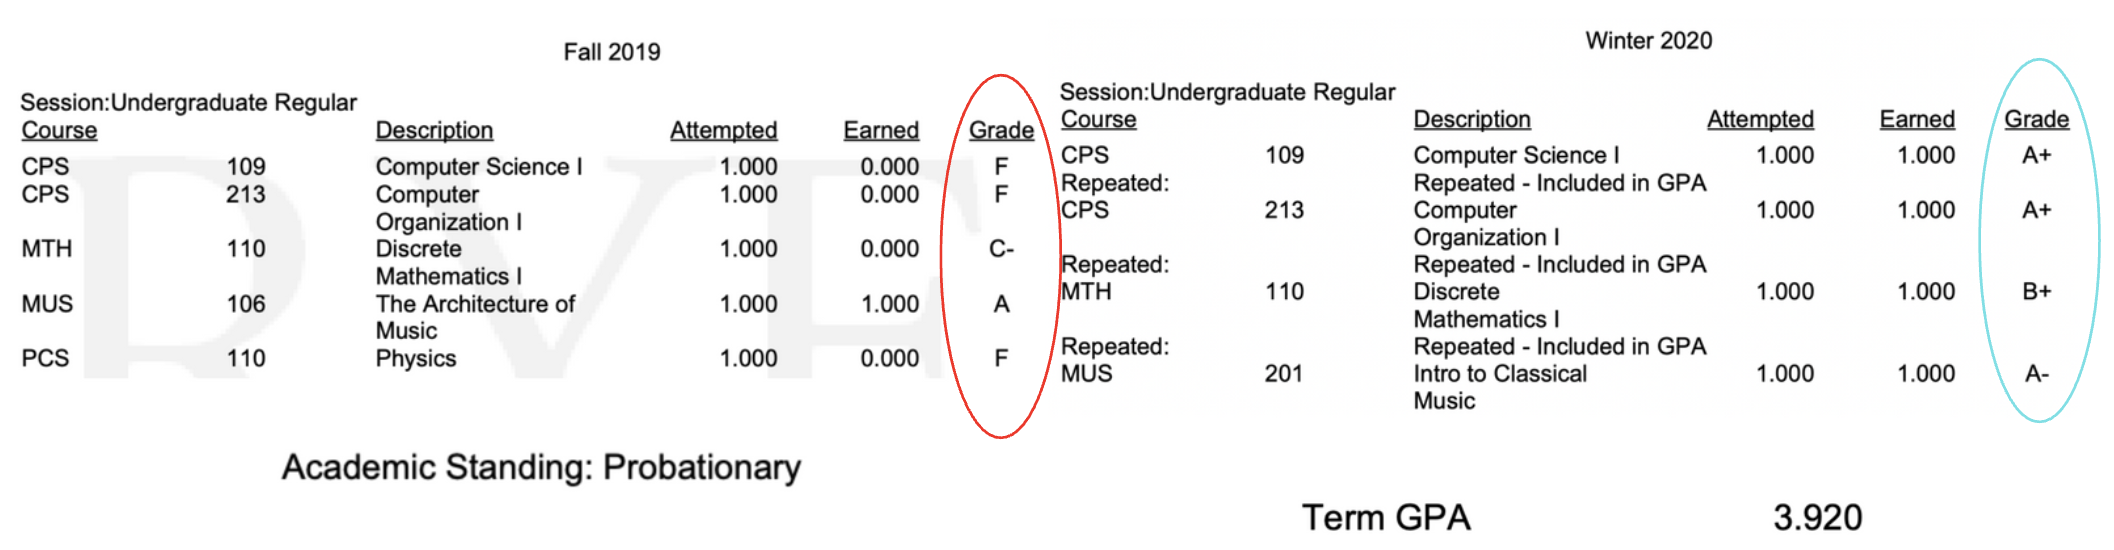 Fall 2019
Session:Undergraduate Regular
Course Description Attempted Earned Grade
CPS 109 Computer Science I 1.000 0.000 F
CPS 213 Computer 1.000 0.000 F
Organization I
MTH 110 Discrete 1.000 0.000 C-
Mathematics I
MUS 106 The Architecture of 1.000 1.000 A
Music
PCS 110 Physics 1.000 0.000 F
Academic Standing: Probationary
Winter 2020
Session:Undergraduate Regular
Course Description Attempted Earned Grade
CPS 109 Computer Science I 1.000 1.000 A+
Repeated: Repeated - Included in GPA
CPS 213 Computer 1.000 1.000 A+
Organization I
Repeated: Repeated - Included in GPA
MTH 110 Discrete 1.000 1.000 B+
Mathematics I
Repeated: Repeated - Included in GPA
MUS 201 Intro to Classical 1.000 1.000 A-
Music
Term GPA 3.920